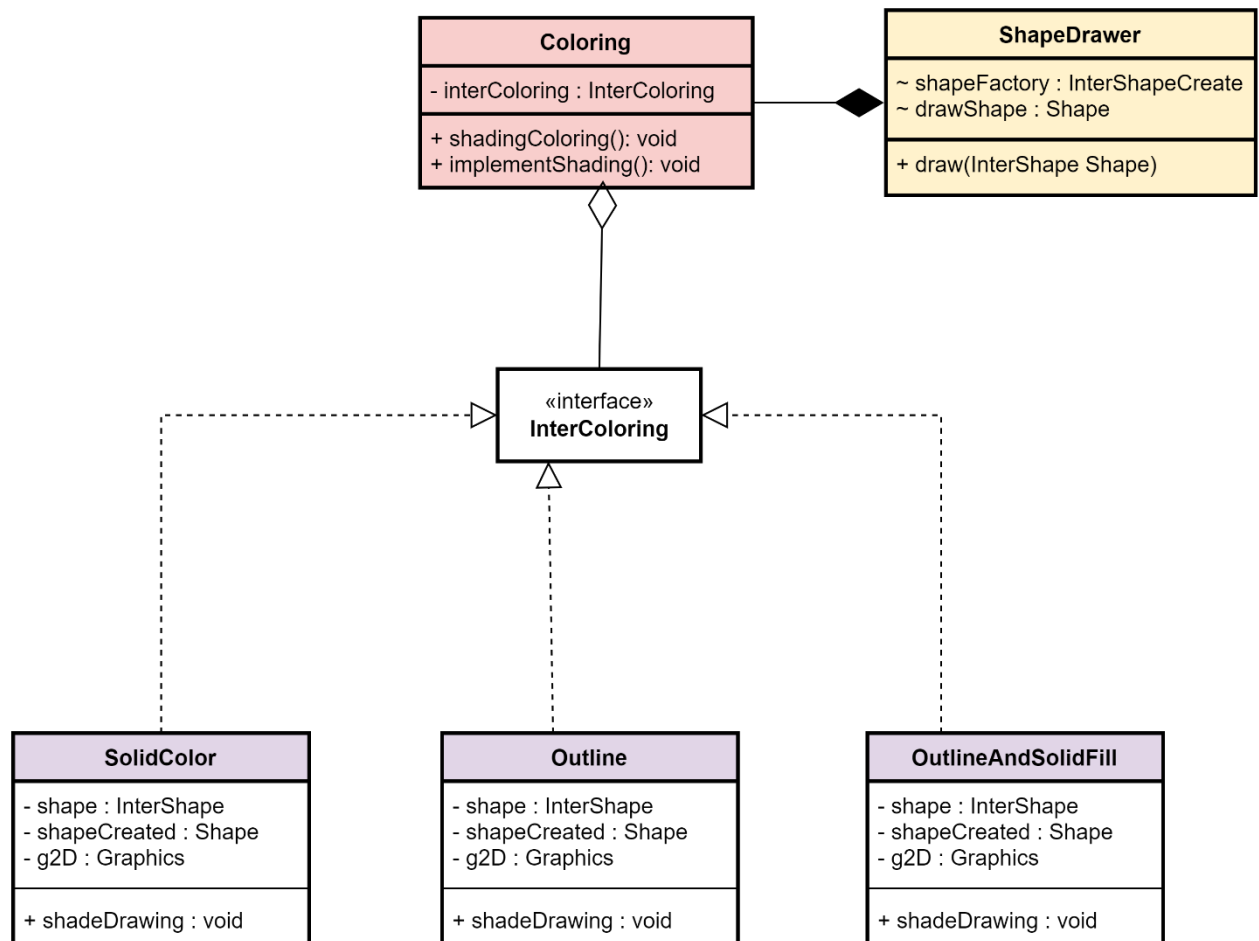 Coloring
- interColoring : InterColoring
+ shadingColoring(): void
+ implementShading(): void
ShapeDrawer
~ shapeFactory : InterShapeCreate
~ drawShape : Shape
+ draw(InterShape Shape)
«interface»
InterColoring
SolidColor
- shape : InterShape
- shapeCreated : Shape
- g2D : Graphics
+ shadeDrawing : void
Outline
- shape : InterShape
- shapeCreated : Shape
- g2D : Graphics
+ shadeDrawing : void
OutlineAndSolidFill
- shape : InterShape
- shapeCreated : Shape
- g2D : Graphics
+ shadeDrawing : void